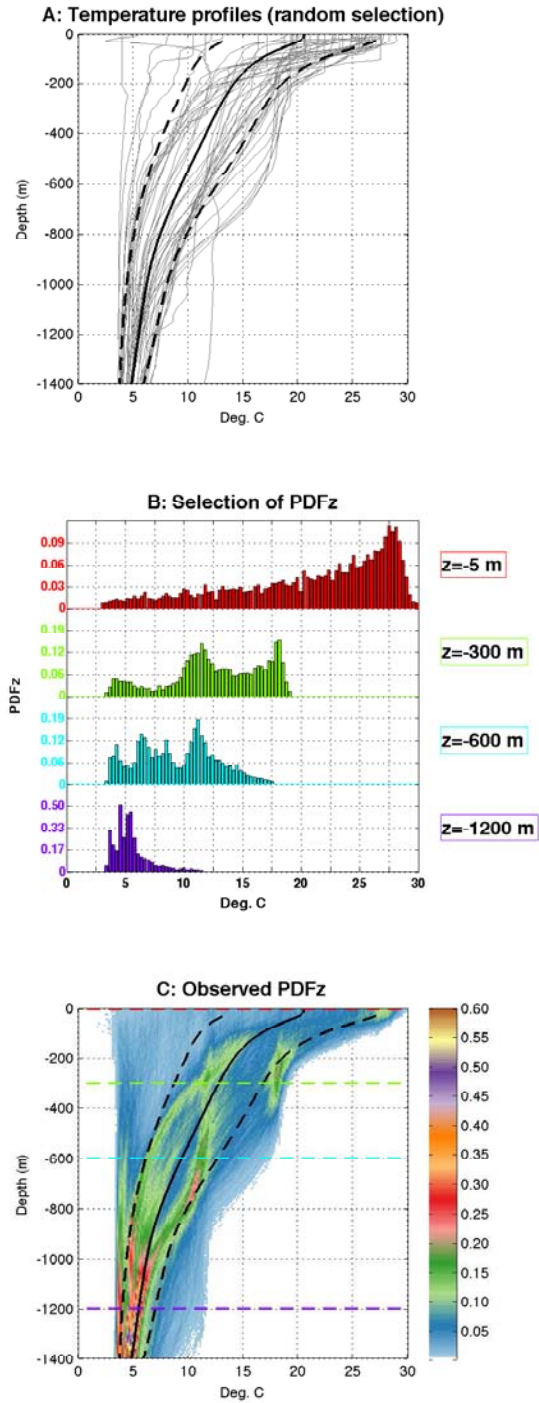 A: Temperature profiles (random selection)
0
-200
-400
-600
-800
-1000
-1200
-1400
Depth (m)
0 5 10 15 20 25 30
Deg. C
B: Selection of PDFz
0.09
0.06
0.03
0
z=-5 m
0.19
0.12
0.06
0
z=-300 m
0.19
0.12
0.06
0
z=-600 m
0.50
0.33
0.17
0
z=-1200 m
PDFz
0 5 10 15 20 25 30
Deg. C
C: Observed PDFz
0
-200
-400
-600
-800
-1000
-1200
-1400
Depth (m)
0 5 10 15 20 25 30
Deg. C
0.60
0.55
0.50
0.45
0.40
0.35
0.30
0.25
0.20
0.15
0.10
0.05